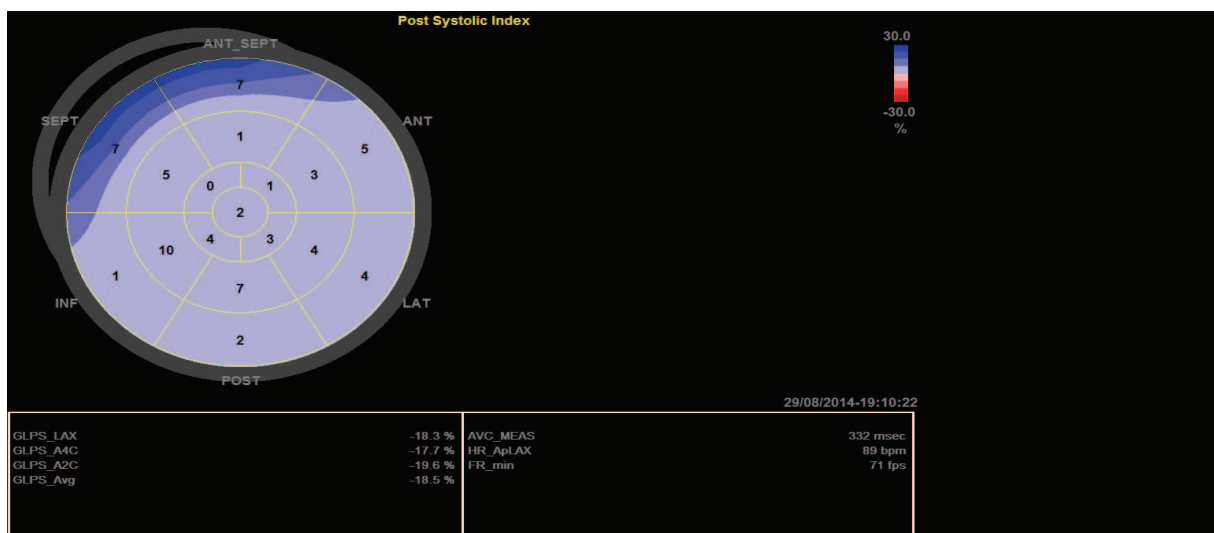 Post Systolic Index
30.0
ANT_SEPT
7
SEPT
ANT
-30.0
%
1
7
5
5
3
0
1
2
4
3
10
4
1
4
7
INF
LAT
2
POST
29/08/2014-19:10:22
GLPS_LAX -18.3 % AVC_MEAS 332 msec
GLPS_A4C -17.7 % HR_ApLAX 89 bpm
GLPS_A2C -19.6 % FR_min 71 fps
GLPS_Avg -18.5 %